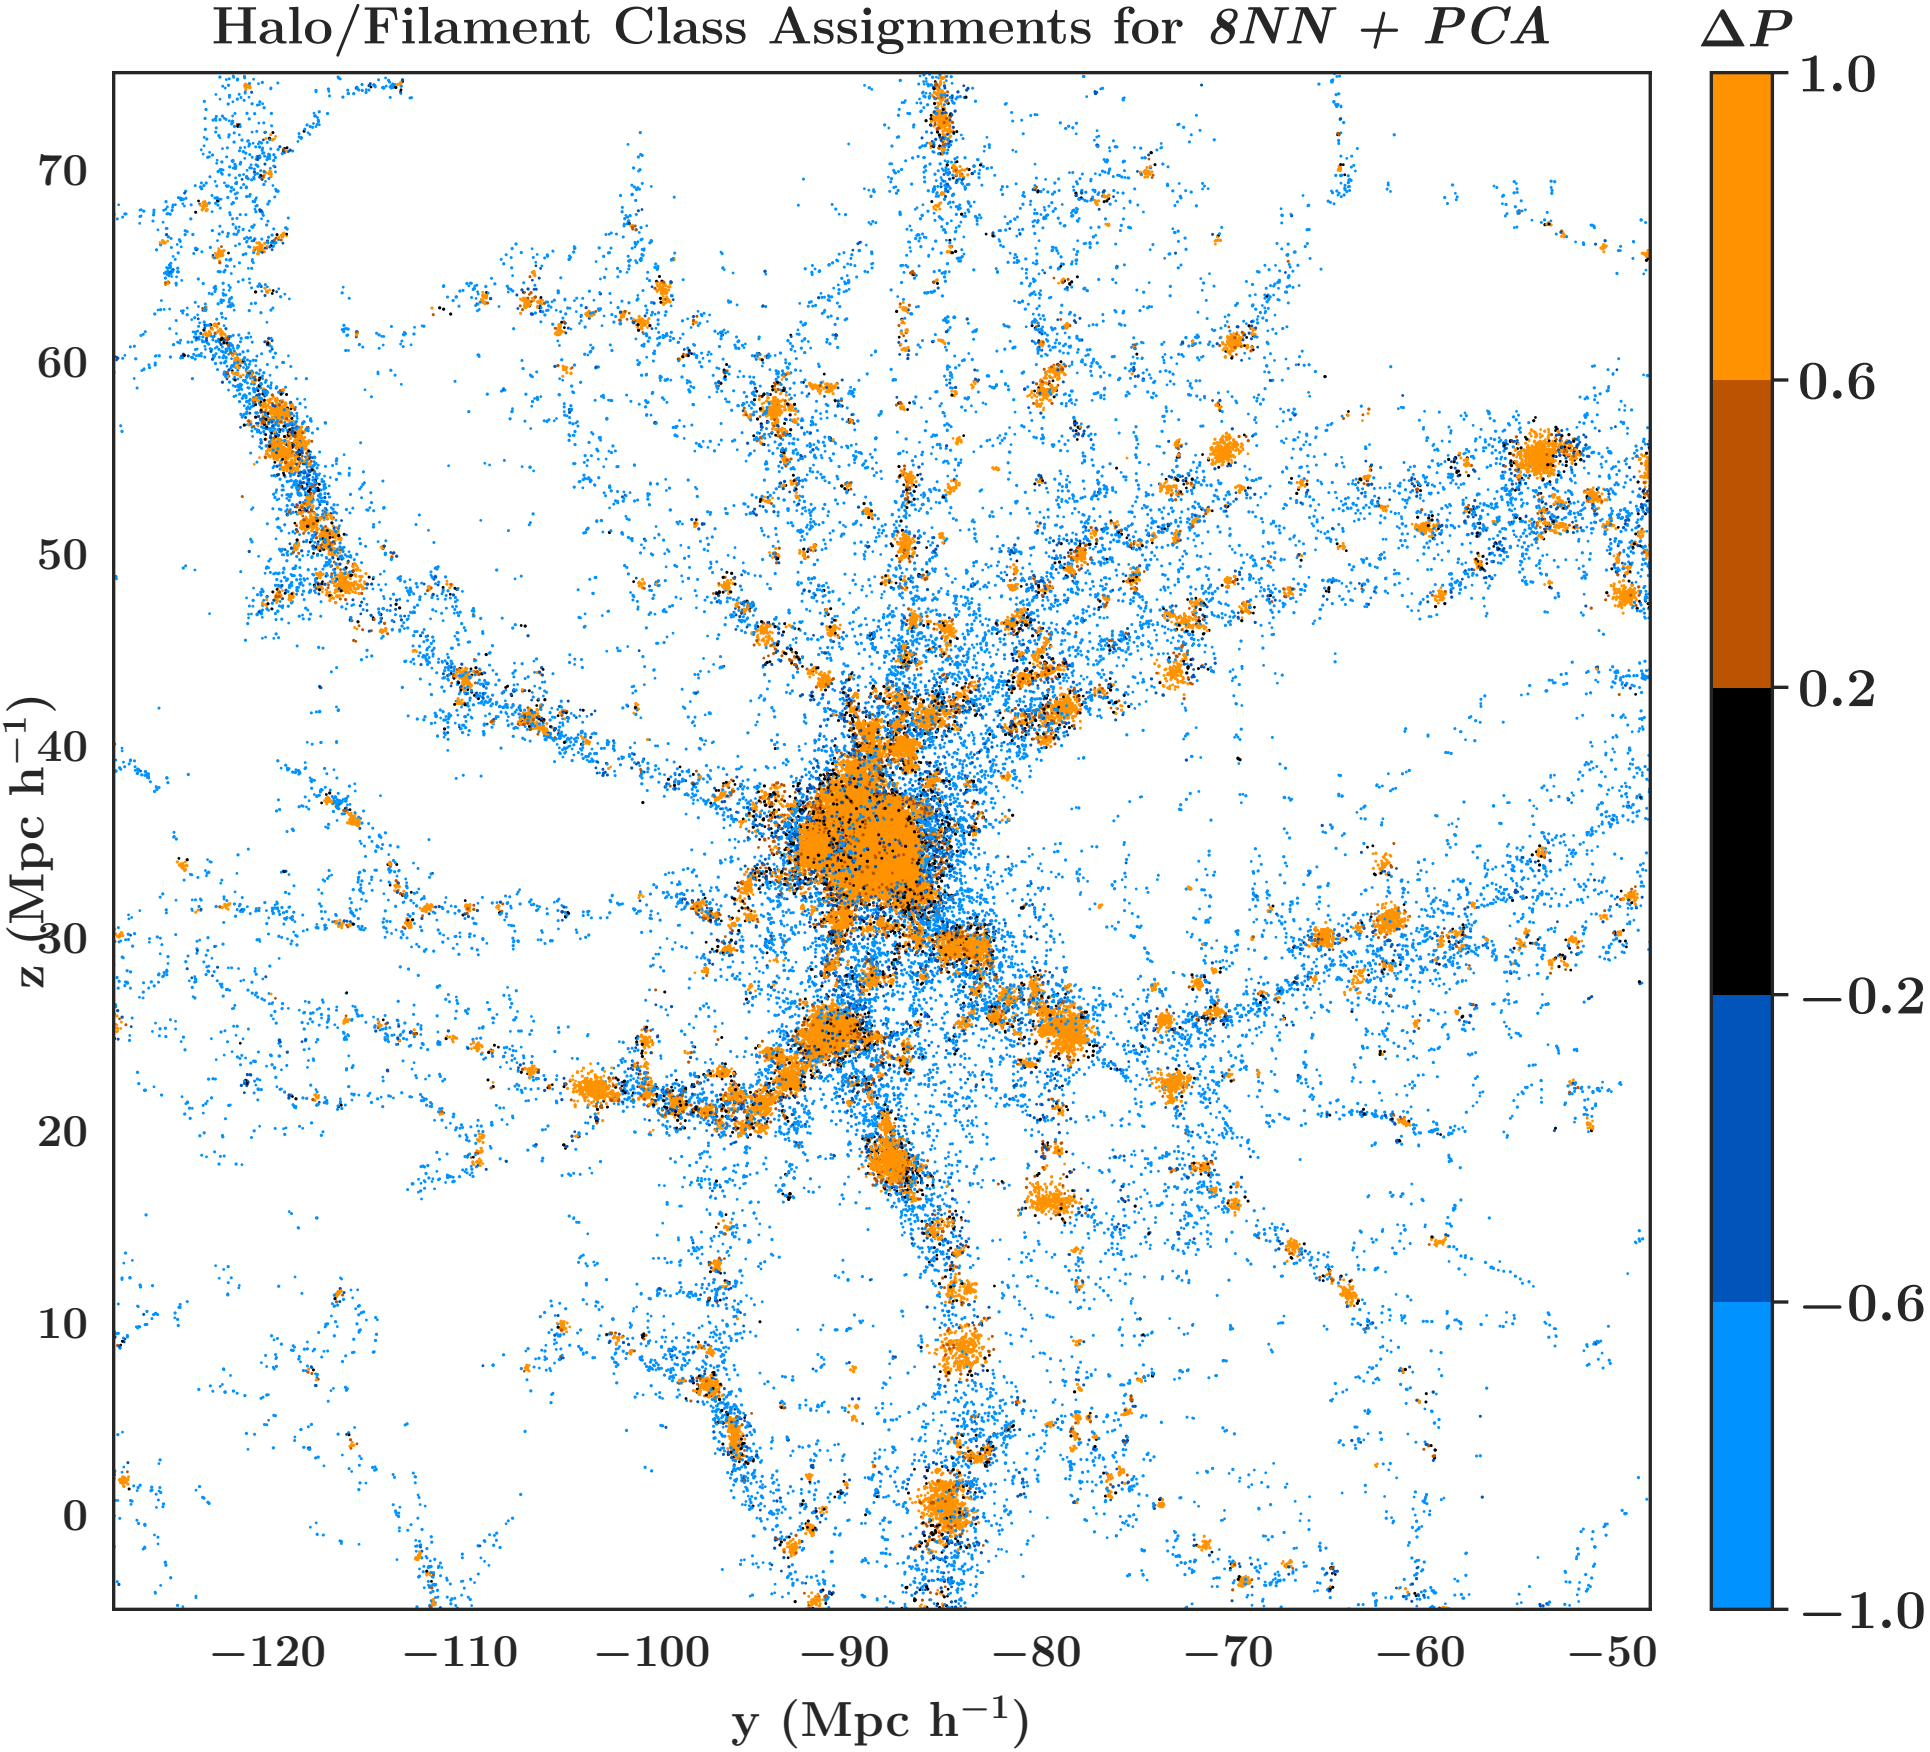 Halo/Filament Class Assignments for 8NN + PCA
ΔP
1.0
0.6
0.2
−0.2
−0.6
−1.0
z (Mpc h−1)
70
60
50
40
30
20
10
0
−120 −110 −100 −90 −80 −70 −60 −50
y (Mpc h−1)